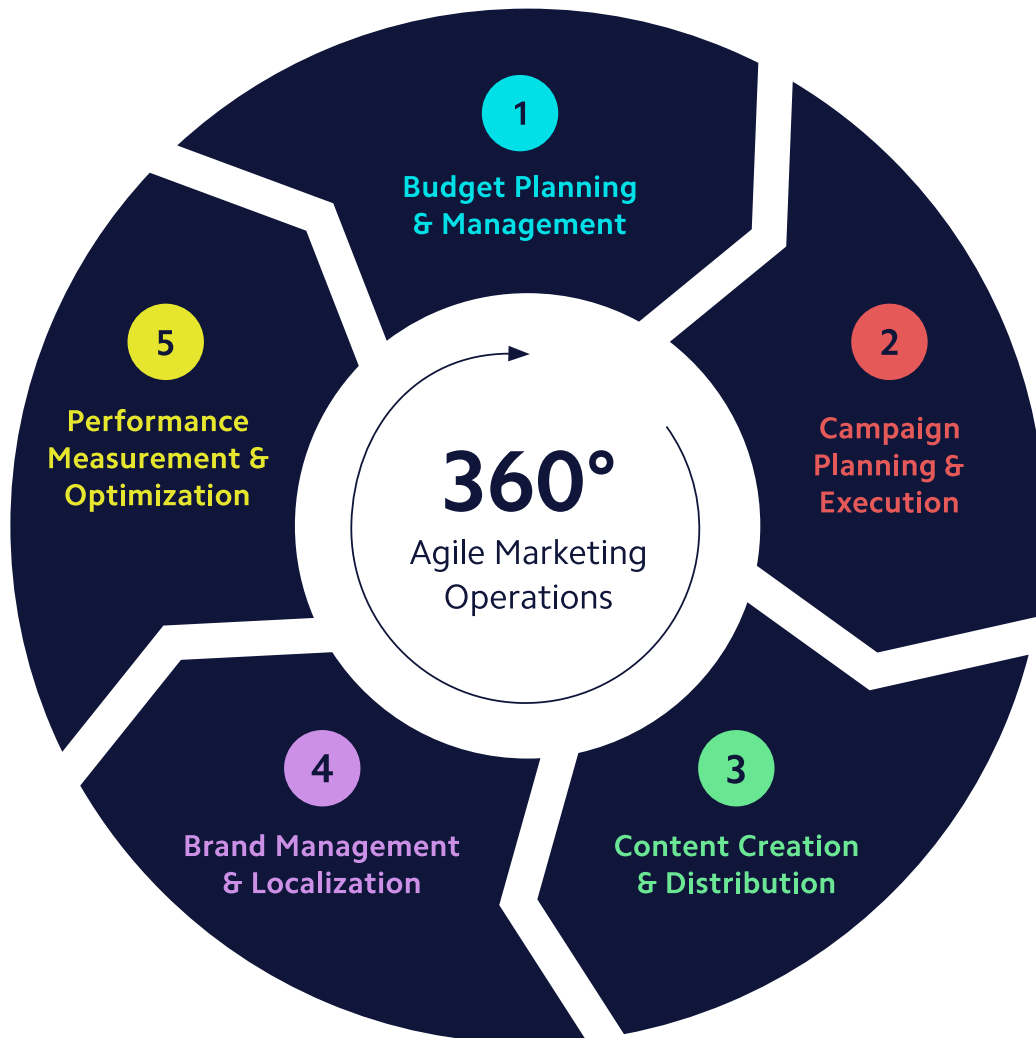 1
Budget Planning
& Management
2
Campaign
Planning &
Execution
3
Content Creation
& Distribution
4
Brand Management
& Localization
5
Performance
Measurement &
Optimization
360°
Agile Marketing
Operations